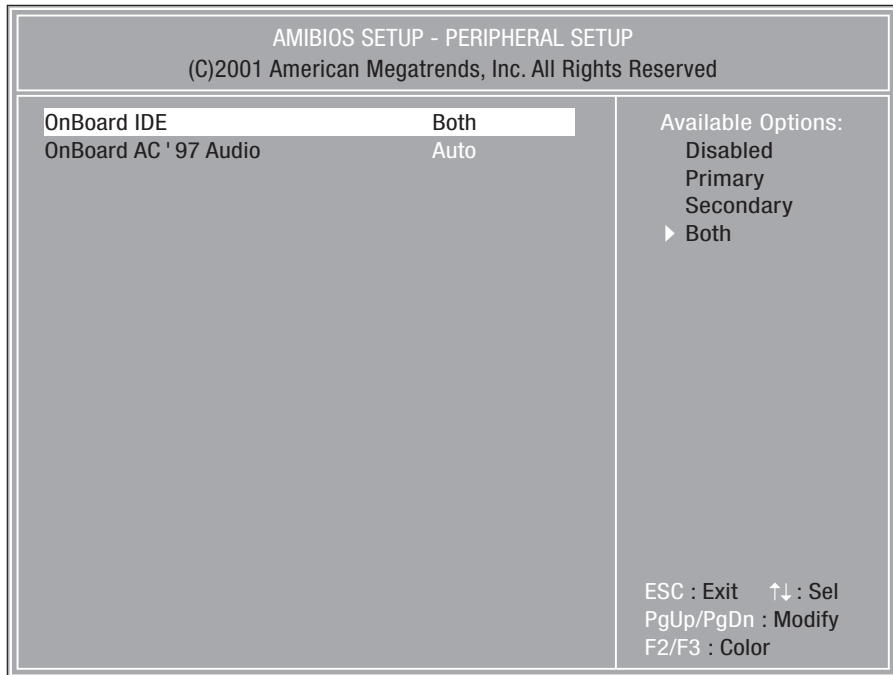 AMIBIOS SETUP - PERIPHERAL SETUP
(C)2001 American Megatrends, Inc. All Rights Reserved
OnBoard IDE Both
OnBoard AC ' 97 Audio Auto
Available Options:
Disabled
Primary
Secondary
Both
ESC : Exit ↑↓ : Sel
PgUp/PgDn : Modify
F2/F3 : Color